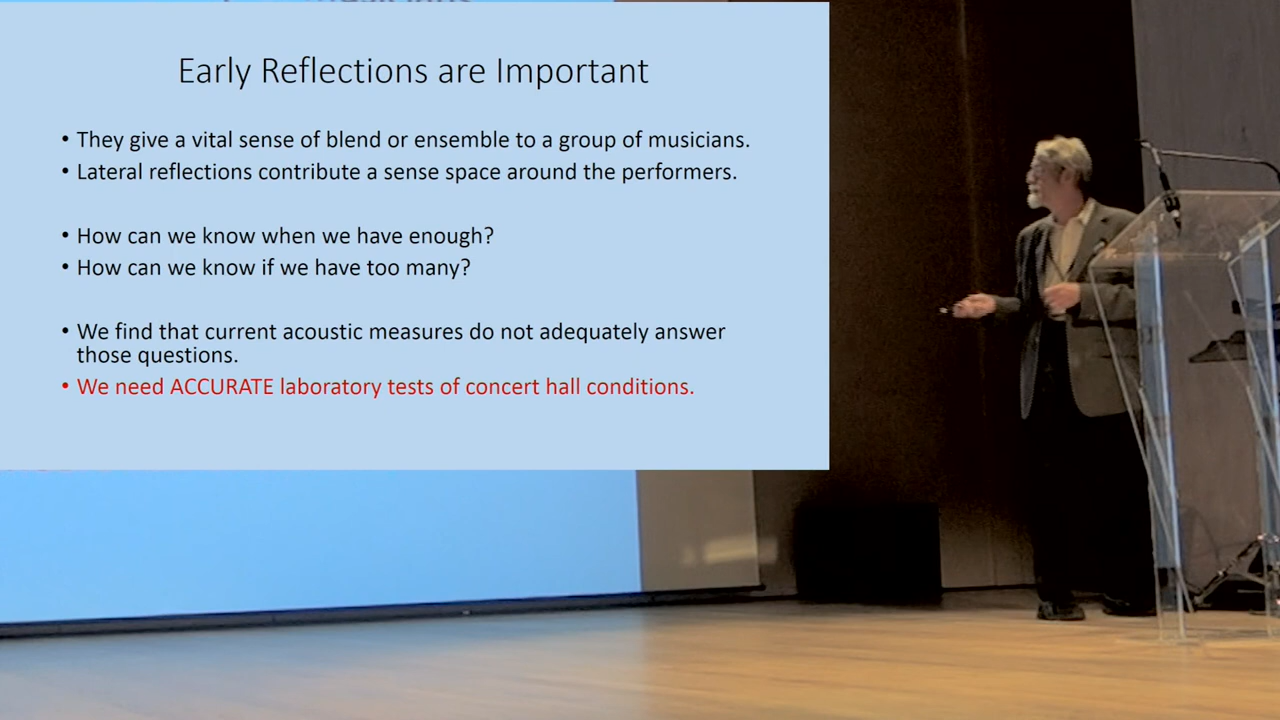 Early Reflections are Important
• They give a vital sense of blend or ensemble to a group of musicians.
• Lateral reflections contribute a sense space around the performers.
• How can we know when we have enough?
• How can we know if we have too many?
• We find that current acoustic measures do not adequately answer
those questions.
• We need ACCURATE laboratory tests of concert hall conditions.